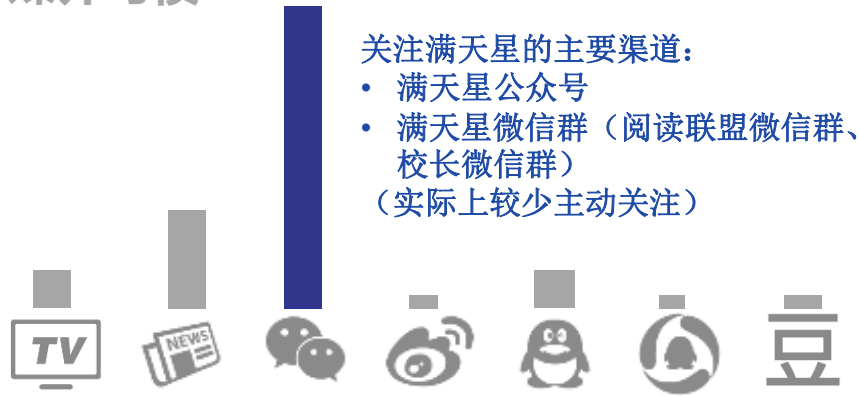 关注满天星的主要渠道：
• 满天星公众号
• 满天星微信群（阅读联盟微信群、
校长微信群）
（实际上较少主动关注）
TV
NEWS
豆